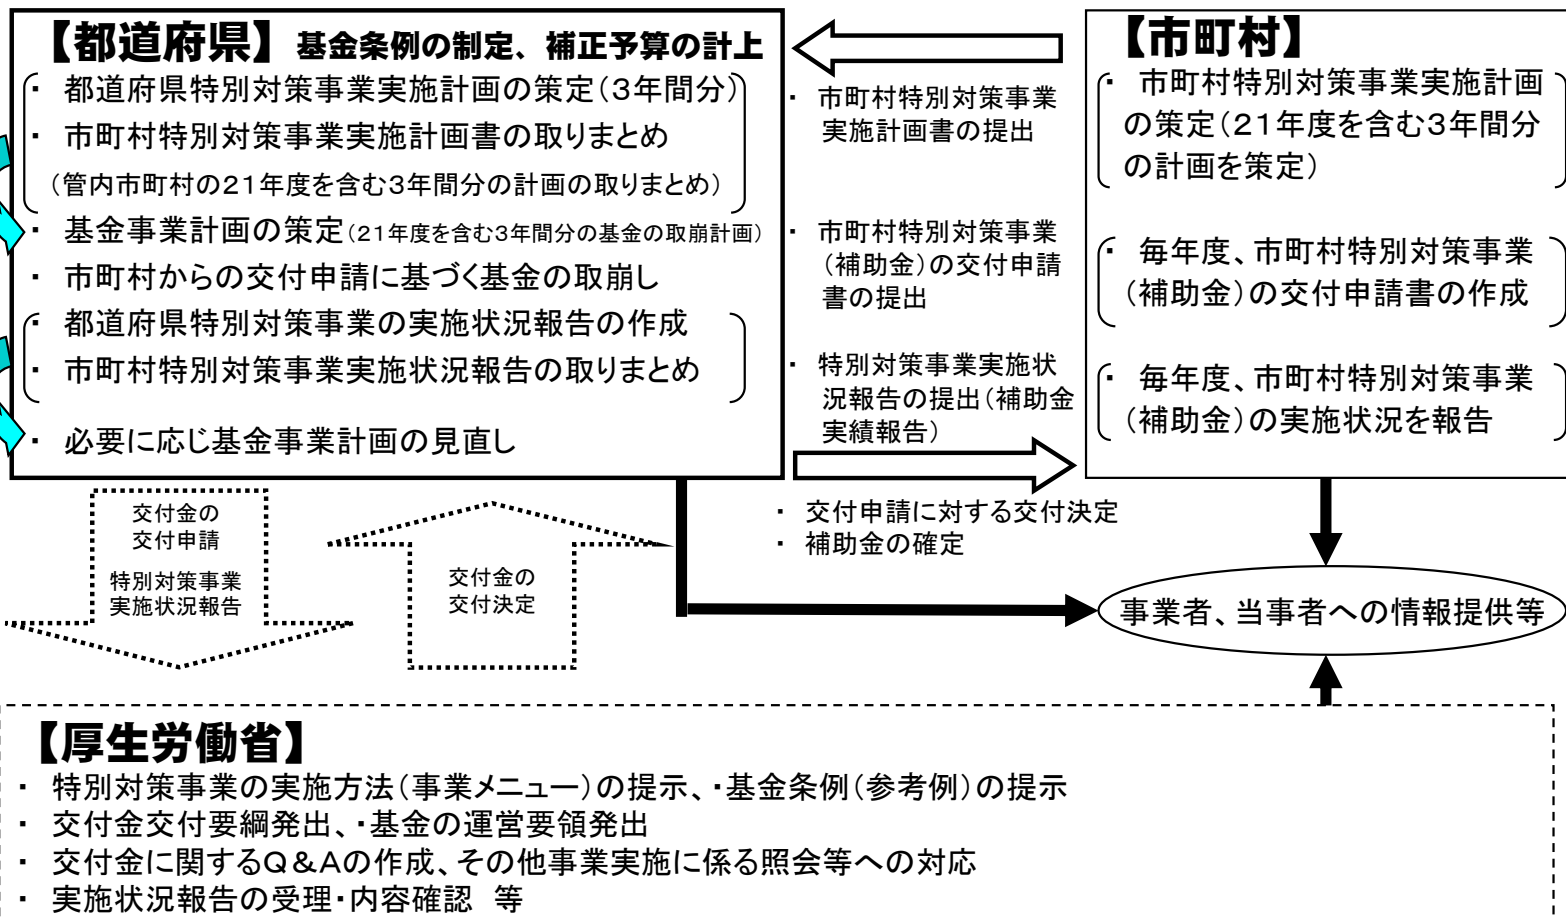 【都道府県】 基金条例の制定、補正予算の計上
・ 都道府県特別対策事業実施計画の策定(3年間分)
・ 市町村特別対策事業実施計画書の取りまとめ
(管内市町村の21年度を含む3年間分の計画の取りまとめ)
・ 基金事業計画の策定(21年度を含む3年間分の基金の取崩計画)
・ 市町村からの交付申請に基づく基金の取崩し
・ 都道府県特別対策事業の実施状況報告の作成
・ 市町村特別対策事業実施状況報告の取りまとめ
・ 必要に応じ基金事業計画の見直し
・ 市町村特別対策事業
実施計画書の提出
・ 市町村特別対策事業
(補助金)の交付申請
書の提出
・ 特別対策事業実施状
況報告の提出(補助金
実績報告)
・ 交付申請に対する交付決定
・ 補助金の確定
【市町村】
・ 市町村特別対策事業実施計画
の策定(21年度を含む3年間分
の計画を策定)
・ 毎年度、市町村特別対策事業
(補助金)の交付申請書の作成
・ 毎年度、市町村特別対策事業
(補助金)の実施状況を報告
交付金の
交付申請
特別対策事業
実施状況報告
交付金の
交付決定
事業者、当事者への情報提供等
【厚生労働省】
・ 特別対策事業の実施方法(事業メニュー)の提示、・基金条例(参考例)の提示
・ 交付金交付要綱発出、・基金の運営要領発出
・ 交付金に関するQ&Aの作成、その他事業実施に係る照会等への対応
・ 実施状況報告の受理・内容確認 等